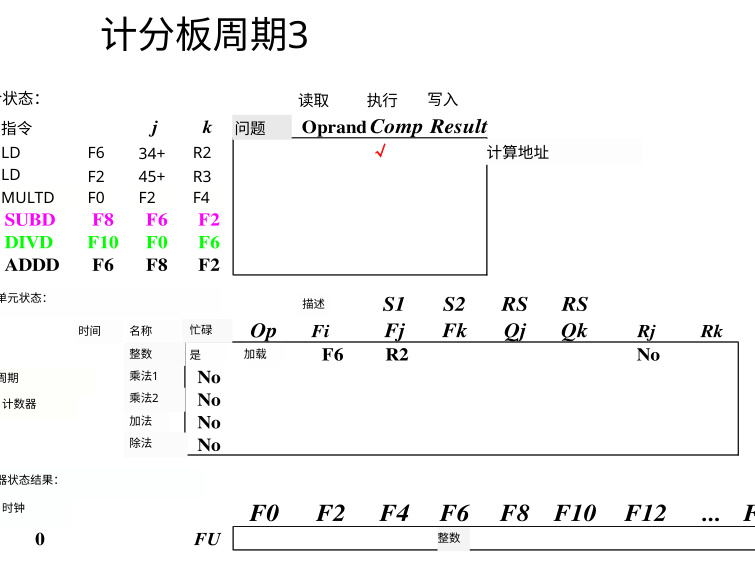 计分板周期3
状态:
读取 执行 写入
指令 j k 问题 Oprand Comp Result
LD F6 34+ R2 √ 计算地址
LD F2 45+ R3
MULTD F0 F2 F4
SUBD F8 F6 F2
DIVD F10 F0 F6
ADDD F6 F8 F2
单元状态: 描述 S1 S2 RS RS
时间 名称 忙碌 Op Fi Fj Fk Qj Qk Rj Rk
整数 是 加载 F6 R2 No
周期 乘法1 No
计数器 乘法2 No
加法 No
除法 No
器状态结果:
时钟 F0 F2 F4 F6 F8 F10 F12 ...
0 FU 整数